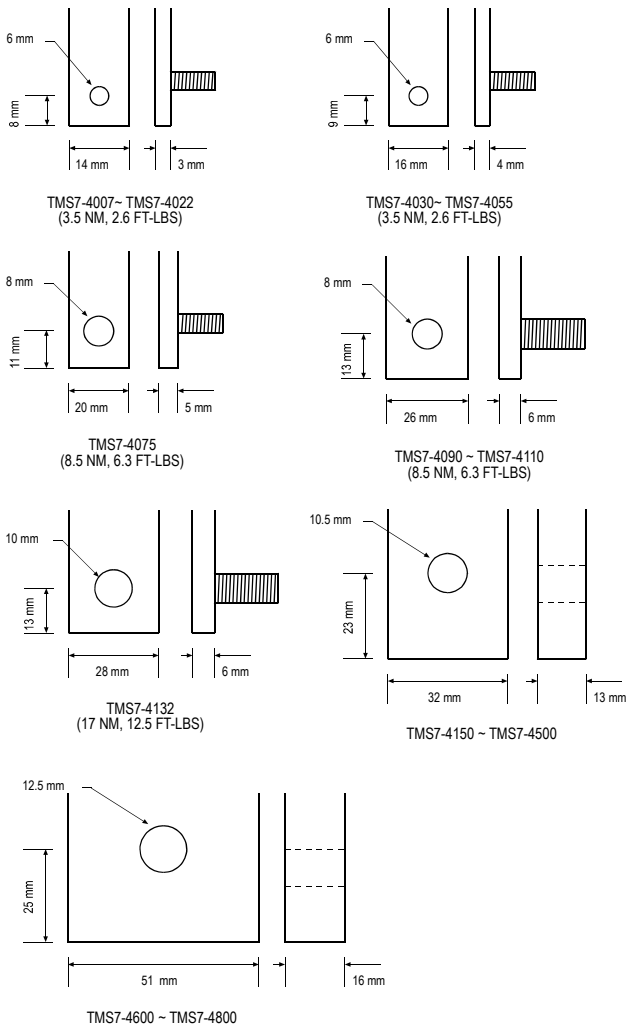 6 mm
8 mm
14 mm
3 mm
TMS7-4007~ TMS7-4022
(3.5 NM, 2.6 FT-LBS)
6 mm
9 mm
16 mm
4 mm
TMS7-4030~ TMS7-4055
(3.5 NM, 2.6 FT-LBS)
8 mm
11 mm
20 mm
5 mm
TMS7-4075
(8.5 NM, 6.3 FT-LBS)
8 mm
13 mm
26 mm
6 mm
TMS7-4090 ~ TMS7-4110
(8.5 NM, 6.3 FT-LBS)
10 mm
13 mm
28 mm
6 mm
TMS7-4132
(17 NM, 12.5 FT-LBS)
10.5 mm
23 mm
32 mm
13 mm
TMS7-4150 ~ TMS7-4500
12.5 mm
25 mm
51 mm
16 mm
TMS7-4600 ~ TMS7-4800